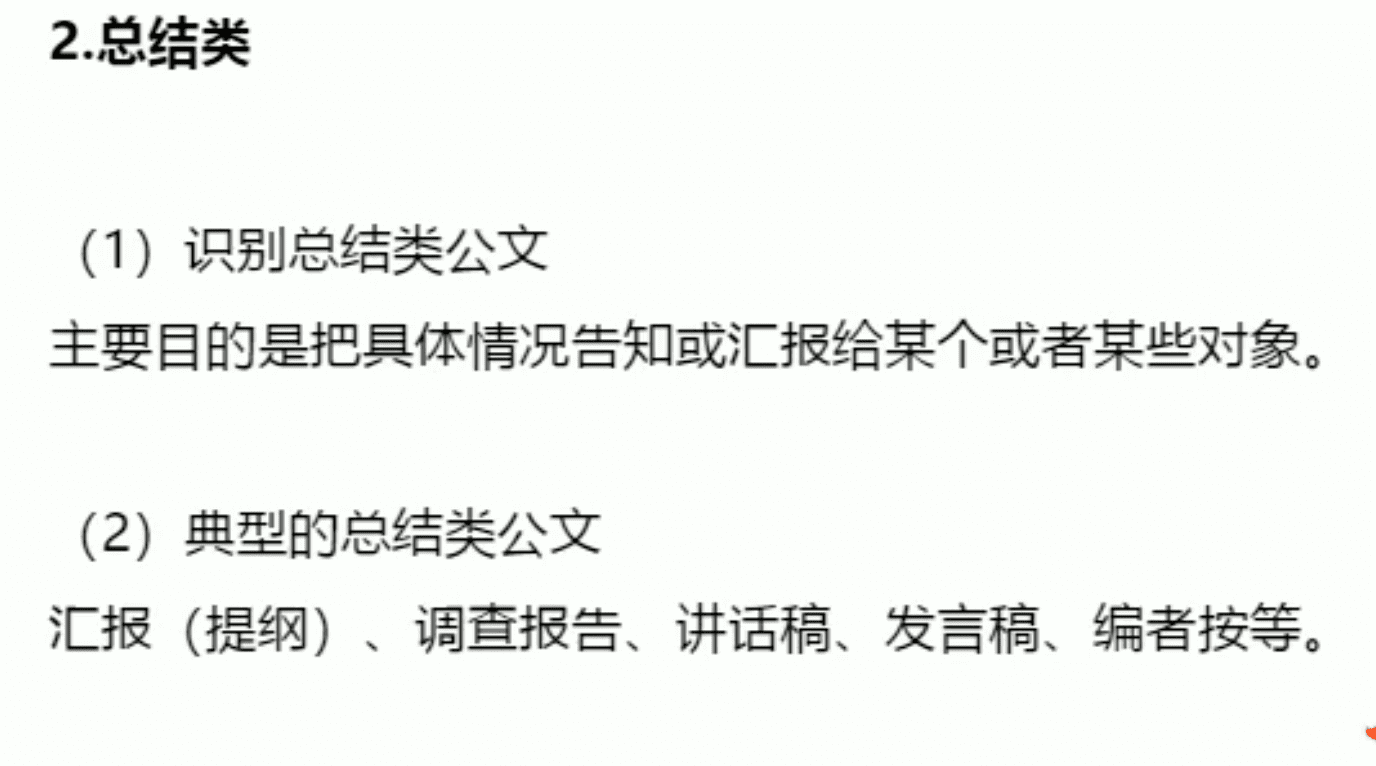 2.总结类
（1）识别总结类公文
主要目的是把具体情况告知或汇报给某个或者某些对象。
（2）典型的总结类公文
汇报（提纲）、调查报告、讲话稿、发言稿、编者按等。